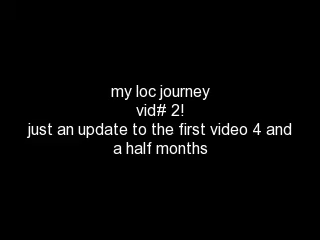 my loc journey
vid# 2!
just an update to the first video 4 and
a half months